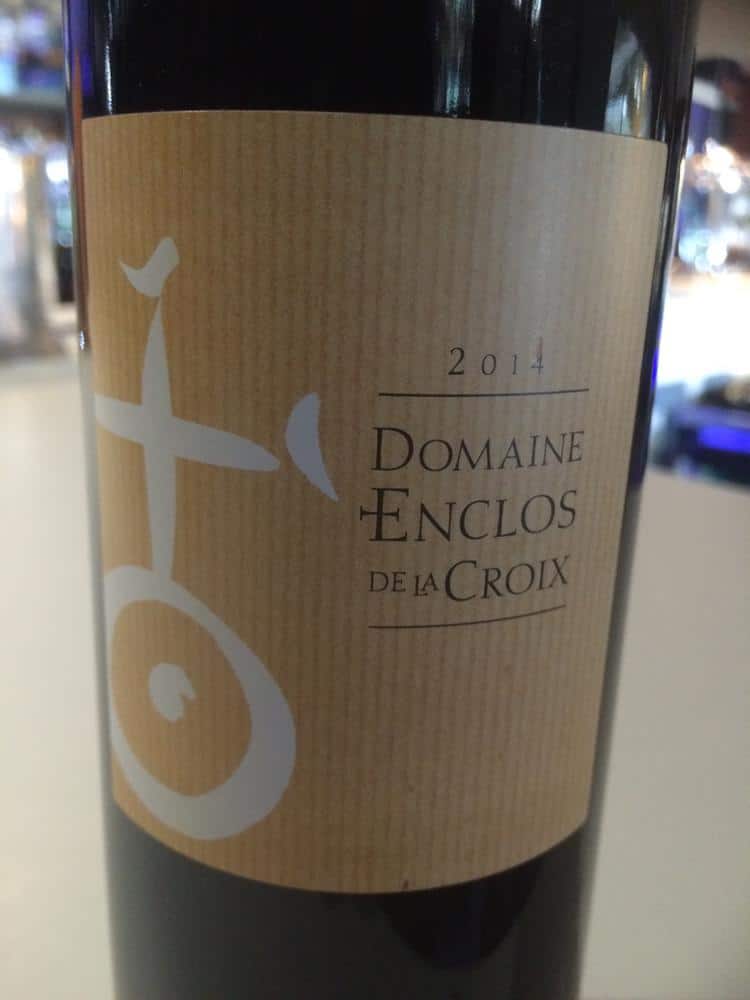 2014
DOMAINE
ENCLOS
DE LA CROIX